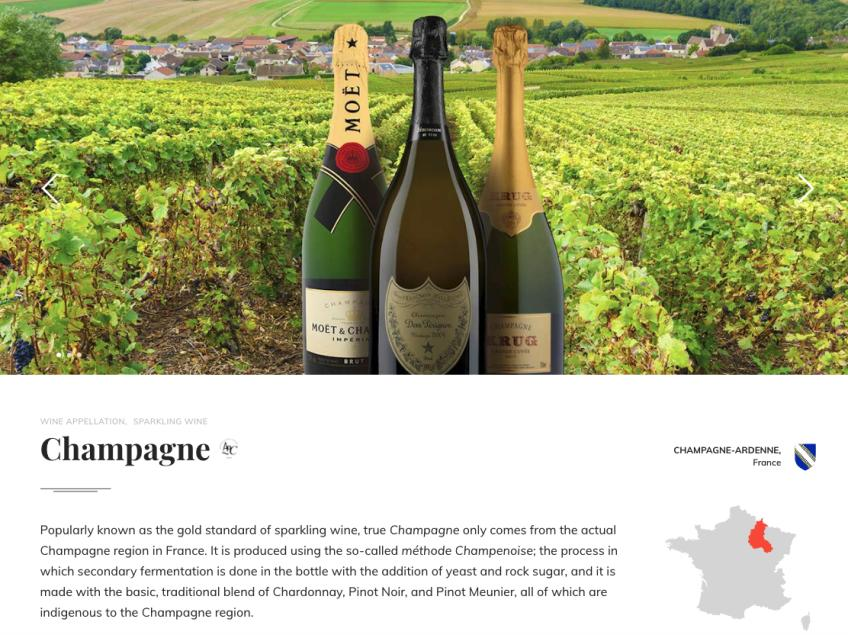 MOËT
KRUG
CHAMPAGNE
MOËT & CHA
IMPÉRI
BRUT
Champagne
Dom Pérignon
Vintage 2004
CHAMPAGNE
KRUG
GRANDE CUVÉE
WINE APPELLATION, SPARKLING WINE
Champagne
CHAMPAGNE-ARDENNE,
France
Popularly known as the gold standard of sparkling wine, true Champagne only comes from the actual
Champagne region in France. It is produced using the so-called méthode Champenoise; the process in
which secondary fermentation is done in the bottle with the addition of yeast and rock sugar, and it is
made with the basic, traditional blend of Chardonnay, Pinot Noir, and Pinot Meunier, all of which are
indigenous to the Champagne region.